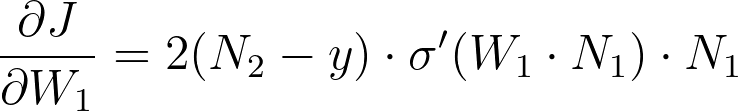 ∂J/∂W₁ = 2(N₂ − y) · σ′(W₁ · N₁) · N₁